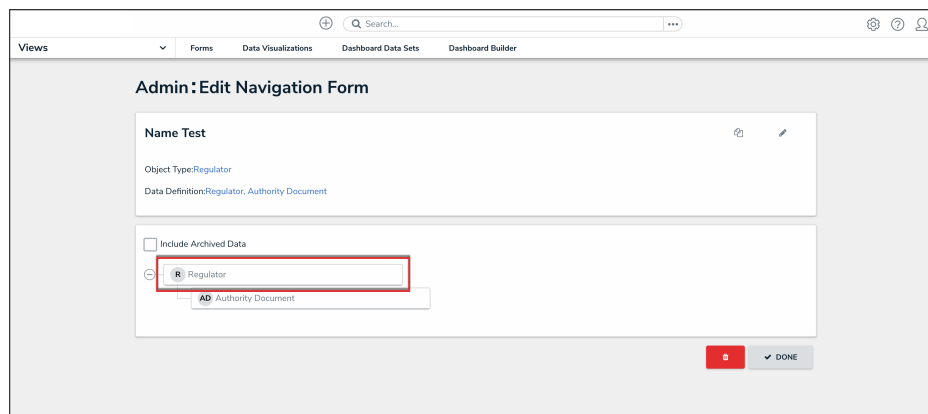 Search...
Views Forms Data Visualizations Dashboard Data Sets Dashboard Builder
Admin:Edit Navigation Form
Name Test
Object Type:Regulator
Data Definition:Regulator, Authority Document
Include Archived Data
R Regulator
AD Authority Document
DONE